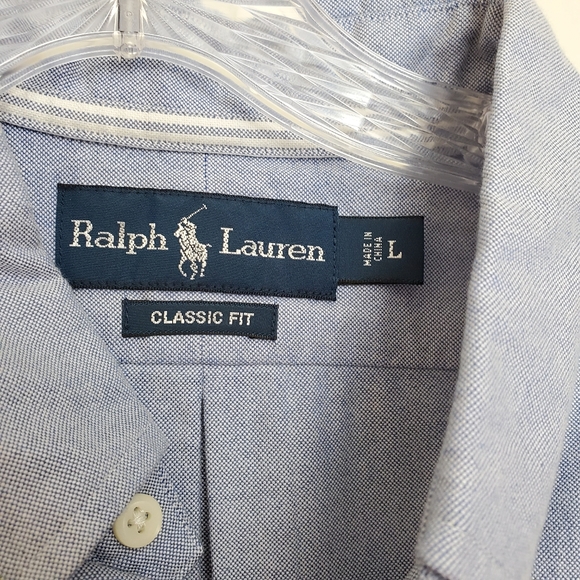 Ralph Lauren
MADE IN
CHINA
L
CLASSIC FIT